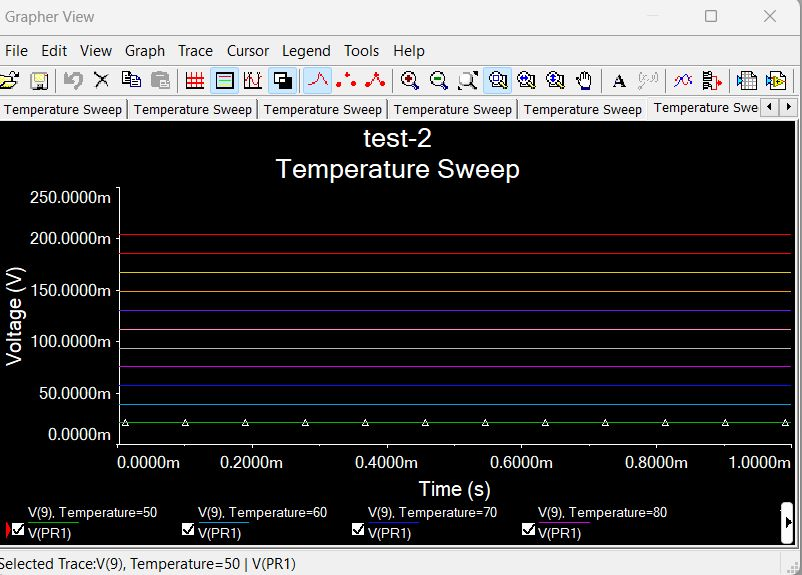 Grapher View
File Edit View Graph Trace Cursor Legend Tools Help
A
Temperature Sweep Temperature Sweep Temperature Sweep Temperature Sweep Temperature Sweep Temperature Swe
test-2
Temperature Sweep
250.0000m
200.0000m
150.0000m
100.0000m
50.0000m
0.0000m
Voltage (V)
0.0000m 0.2000m 0.4000m 0.6000m 0.8000m 1.0000m
Time (s)
V(9), Temperature=50 V(9), Temperature=60 V(9), Temperature=70 V(9), Temperature=80
V(PR1) V(PR1) V(PR1) V(PR1)
Selected Trace:V(9), Temperature=50 | V(PR1)